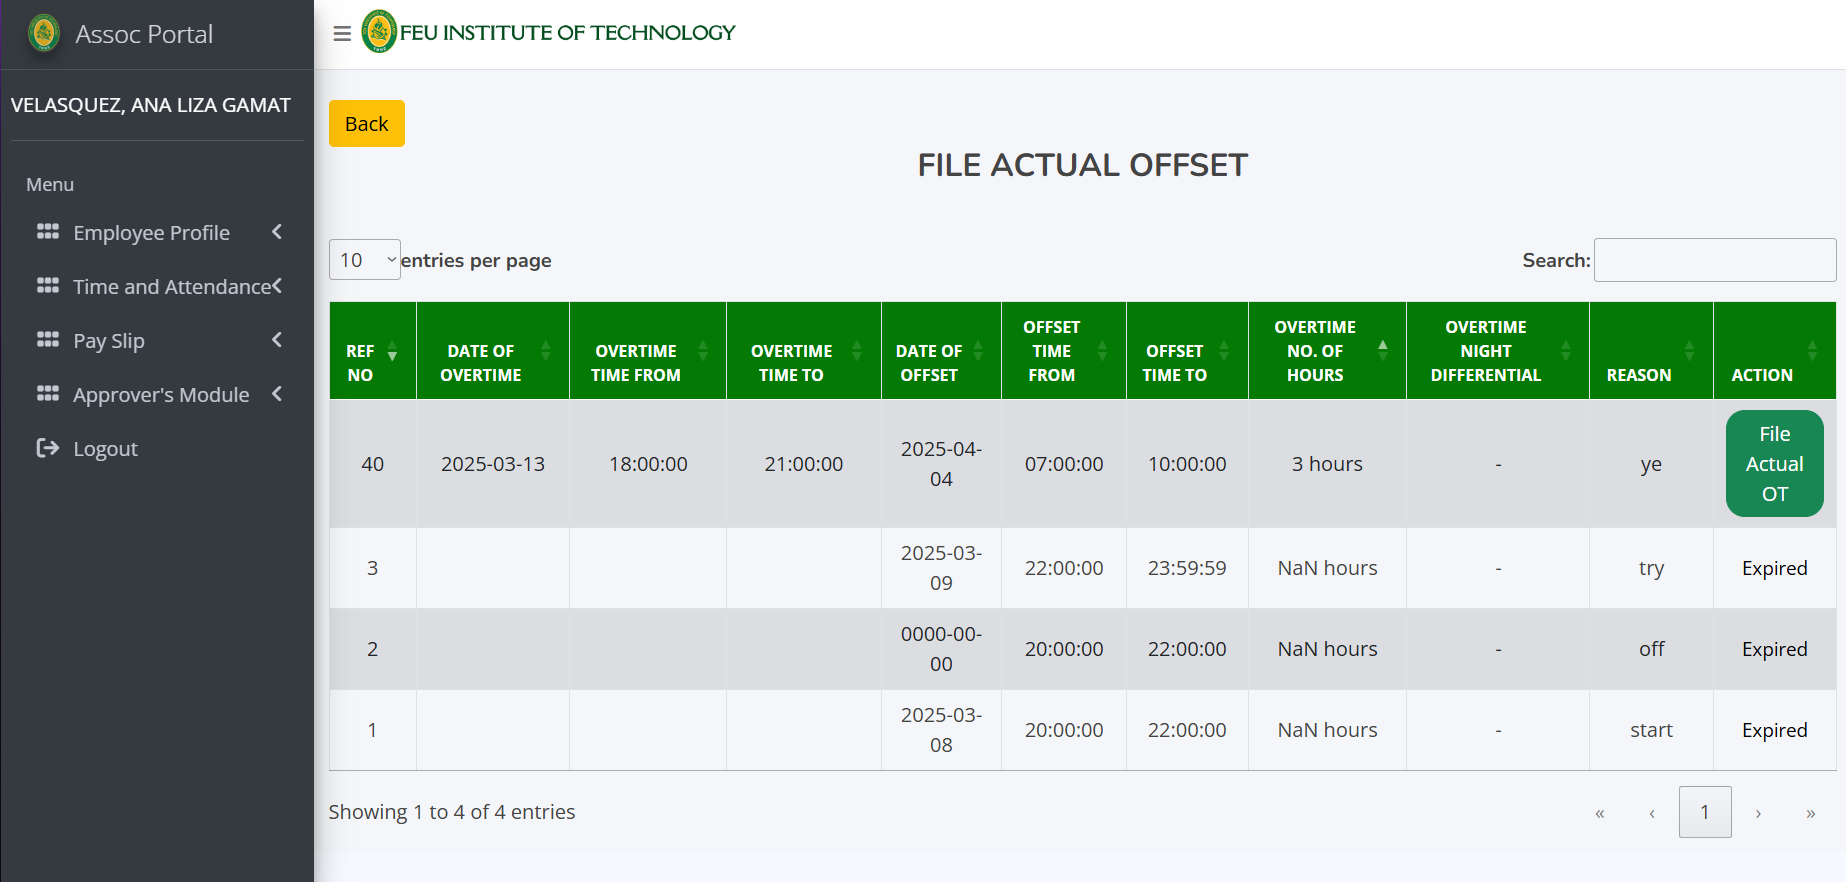 Assoc Portal
FEU INSTITUTE OF TECHNOLOGY
VELASQUEZ, ANA LIZA GAMAT
Menu
Employee Profile
Time and Attendance
Pay Slip
Approver's Module
Logout
Back
FILE ACTUAL OFFSET
10 entries per page
Search:
REF NO
DATE OF OVERTIME
OVERTIME TIME FROM
OVERTIME TIME TO
DATE OF OFFSET
OFFSET TIME FROM
OFFSET TIME TO
OVERTIME NO. OF HOURS
OVERTIME NIGHT DIFFERENTIAL
REASON
ACTION
40 2025-03-13 18:00:00 21:00:00 2025-04-04 07:00:00 10:00:00 3 hours - ye File Actual OT
3 2025-03-09 22:00:00 23:59:59 NaN hours - try Expired
2 0000-00-00 20:00:00 22:00:00 NaN hours - off Expired
1 2025-03-08 20:00:00 22:00:00 NaN hours - start Expired
Showing 1 to 4 of 4 entries
« ‹ 1 › »